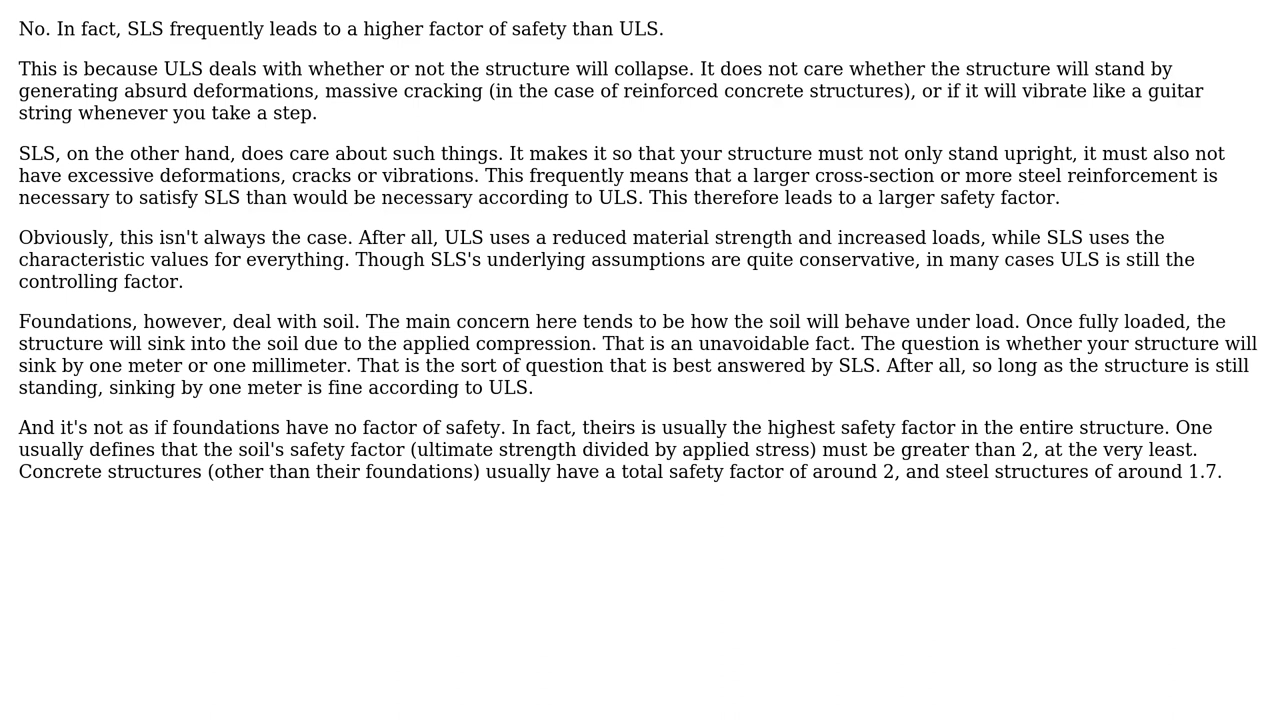 No. In fact, SLS frequently leads to a higher factor of safety than ULS.
This is because ULS deals with whether or not the structure will collapse. It does not care whether the structure will stand by
generating absurd deformations, massive cracking (in the case of reinforced concrete structures), or if it will vibrate like a guitar
string whenever you take a step.
SLS, on the other hand, does care about such things. It makes it so that your structure must not only stand upright, it must also not
have excessive deformations, cracks or vibrations. This frequently means that a larger cross-section or more steel reinforcement is
necessary to satisfy SLS than would be necessary according to ULS. This therefore leads to a larger safety factor.
Obviously, this isn't always the case. After all, ULS uses a reduced material strength and increased loads, while SLS uses the
characteristic values for everything. Though SLS's underlying assumptions are quite conservative, in many cases ULS is still the
controlling factor.
Foundations, however, deal with soil. The main concern here tends to be how the soil will behave under load. Once fully loaded, the
structure will sink into the soil due to the applied compression. That is an unavoidable fact. The question is whether your structure will
sink by one meter or one millimeter. That is the sort of question that is best answered by SLS. After all, so long as the structure is still
standing, sinking by one meter is fine according to ULS.
And it's not as if foundations have no factor of safety. In fact, theirs is usually the highest safety factor in the entire structure. One
usually defines that the soil's safety factor (ultimate strength divided by applied stress) must be greater than 2, at the very least.
Concrete structures (other than their foundations) usually have a total safety factor of around 2, and steel structures of around 1.7.